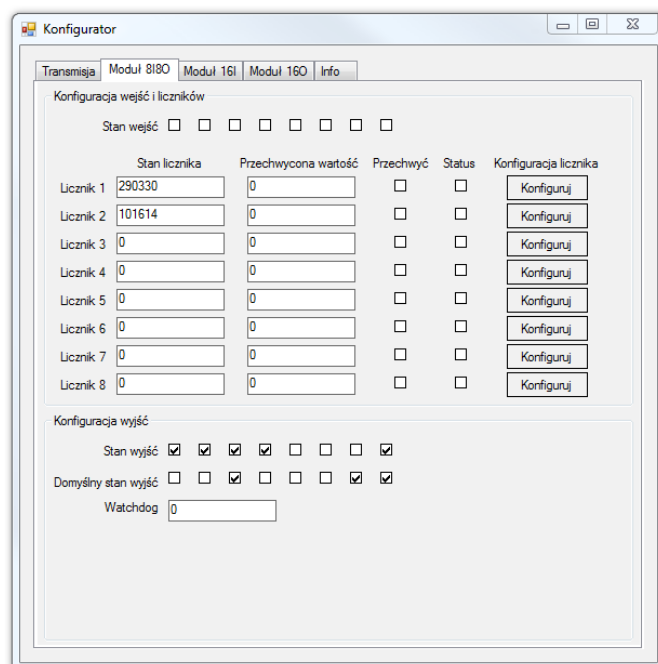 Konfigurator
Transmisja Moduł 8I8O Moduł 16I Moduł 16O Info
Konfiguracja wejść i liczników
Stan wejść
Stan licznika Przechwycona wartość Przechwyć Status Konfiguracja licznika
Licznik 1 290330 0 Konfiguruj
Licznik 2 101614 0 Konfiguruj
Licznik 3 0 0 Konfiguruj
Licznik 4 0 0 Konfiguruj
Licznik 5 0 0 Konfiguruj
Licznik 6 0 0 Konfiguruj
Licznik 7 0 0 Konfiguruj
Licznik 8 0 0 Konfiguruj
Konfiguracja wyjść
Stan wyjść
Domyślny stan wyjść
Watchdog 0